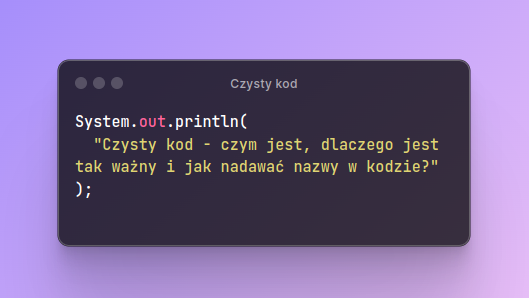 Czysty kod
System.out.println(
"Czysty kod - czym jest, dlaczego jest
tak ważny i jak nadawać nazwy w kodzie?"
);